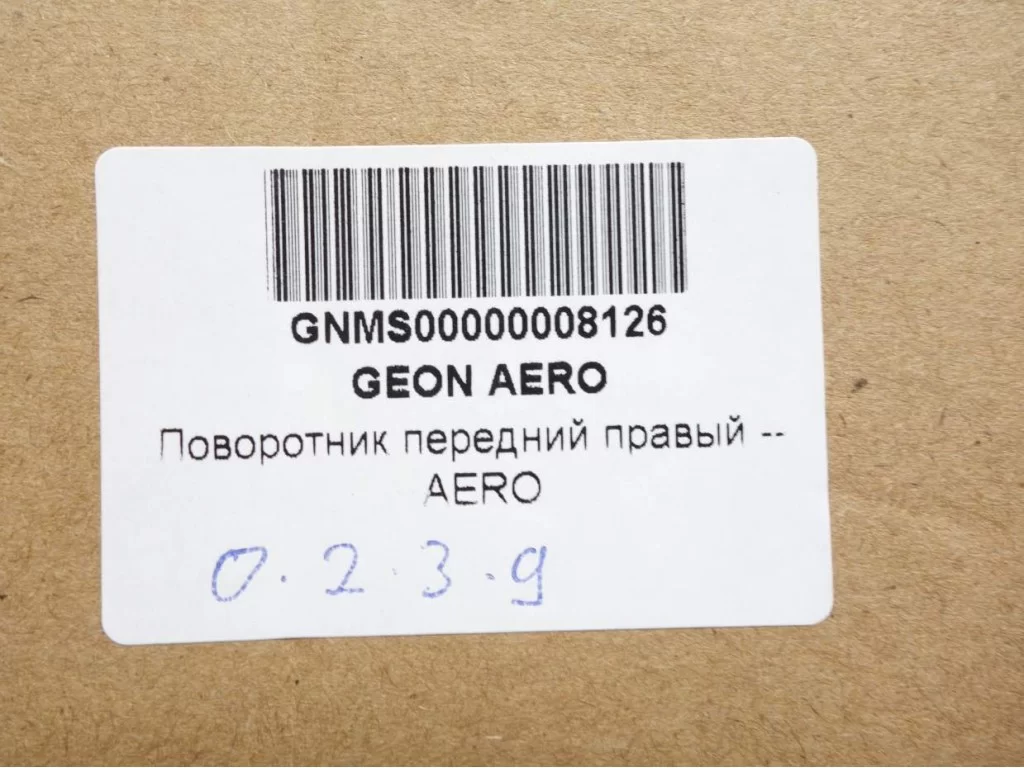 GNMS00000008126
GEON AERO
Поворотник передний правый --
AERO
0.2.3.9